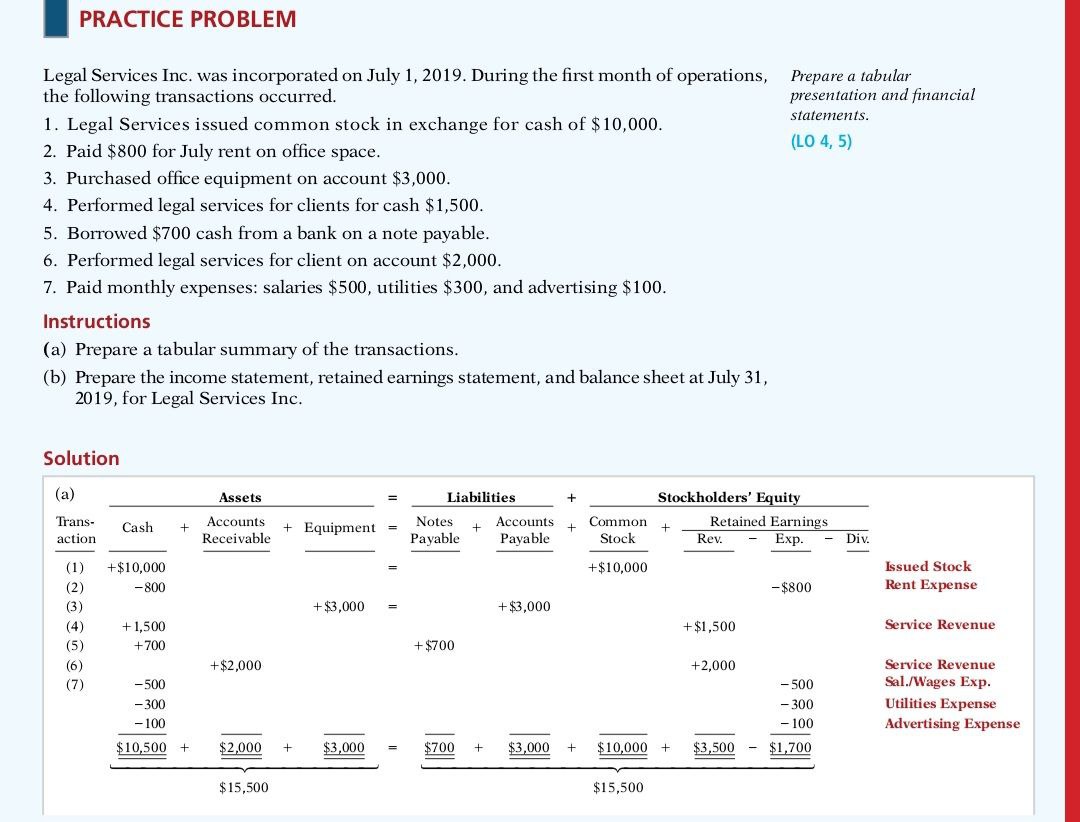 PRACTICE PROBLEM
Legal Services Inc. was incorporated on July 1, 2019. During the first month of operations,
the following transactions occurred.
1. Legal Services issued common stock in exchange for cash of $10,000.
2. Paid $800 for July rent on office space.
3. Purchased office equipment on account $3,000.
4. Performed legal services for clients for cash $1,500.
5. Borrowed $700 cash from a bank on a note payable.
6. Performed legal services for client on account $2,000.
7. Paid monthly expenses: salaries $500, utilities $300, and advertising $100.
Prepare a tabular
presentation and financial
statements.
(LO 4, 5)
Instructions
(a) Prepare a tabular summary of the transactions.
(b) Prepare the income statement, retained earnings statement, and balance sheet at July 31,
2019, for Legal Services Inc.
Solution
(a) Assets = Liabilities + Stockholders' Equity
Trans- Accounts Notes Accounts Common Retained Earnings
action Cash + Receivable + Equipment = Payable + Payable + Stock + Rev. − Exp. − Div.
(1) +$10,000 = +$10,000 Issued Stock
(2) −800 −$800 Rent Expense
(3) +$3,000 = +$3,000
(4) +1,500 +$1,500 Service Revenue
(5) +700 +$700
(6) +$2,000 +2,000 Service Revenue
(7) −500 −500 Sal./Wages Exp.
−300 −300 Utilities Expense
−100 −100 Advertising Expense
$10,500 + $2,000 + $3,000 = $700 + $3,000 + $10,000 + $3,500 − $1,700
$15,500 $15,500